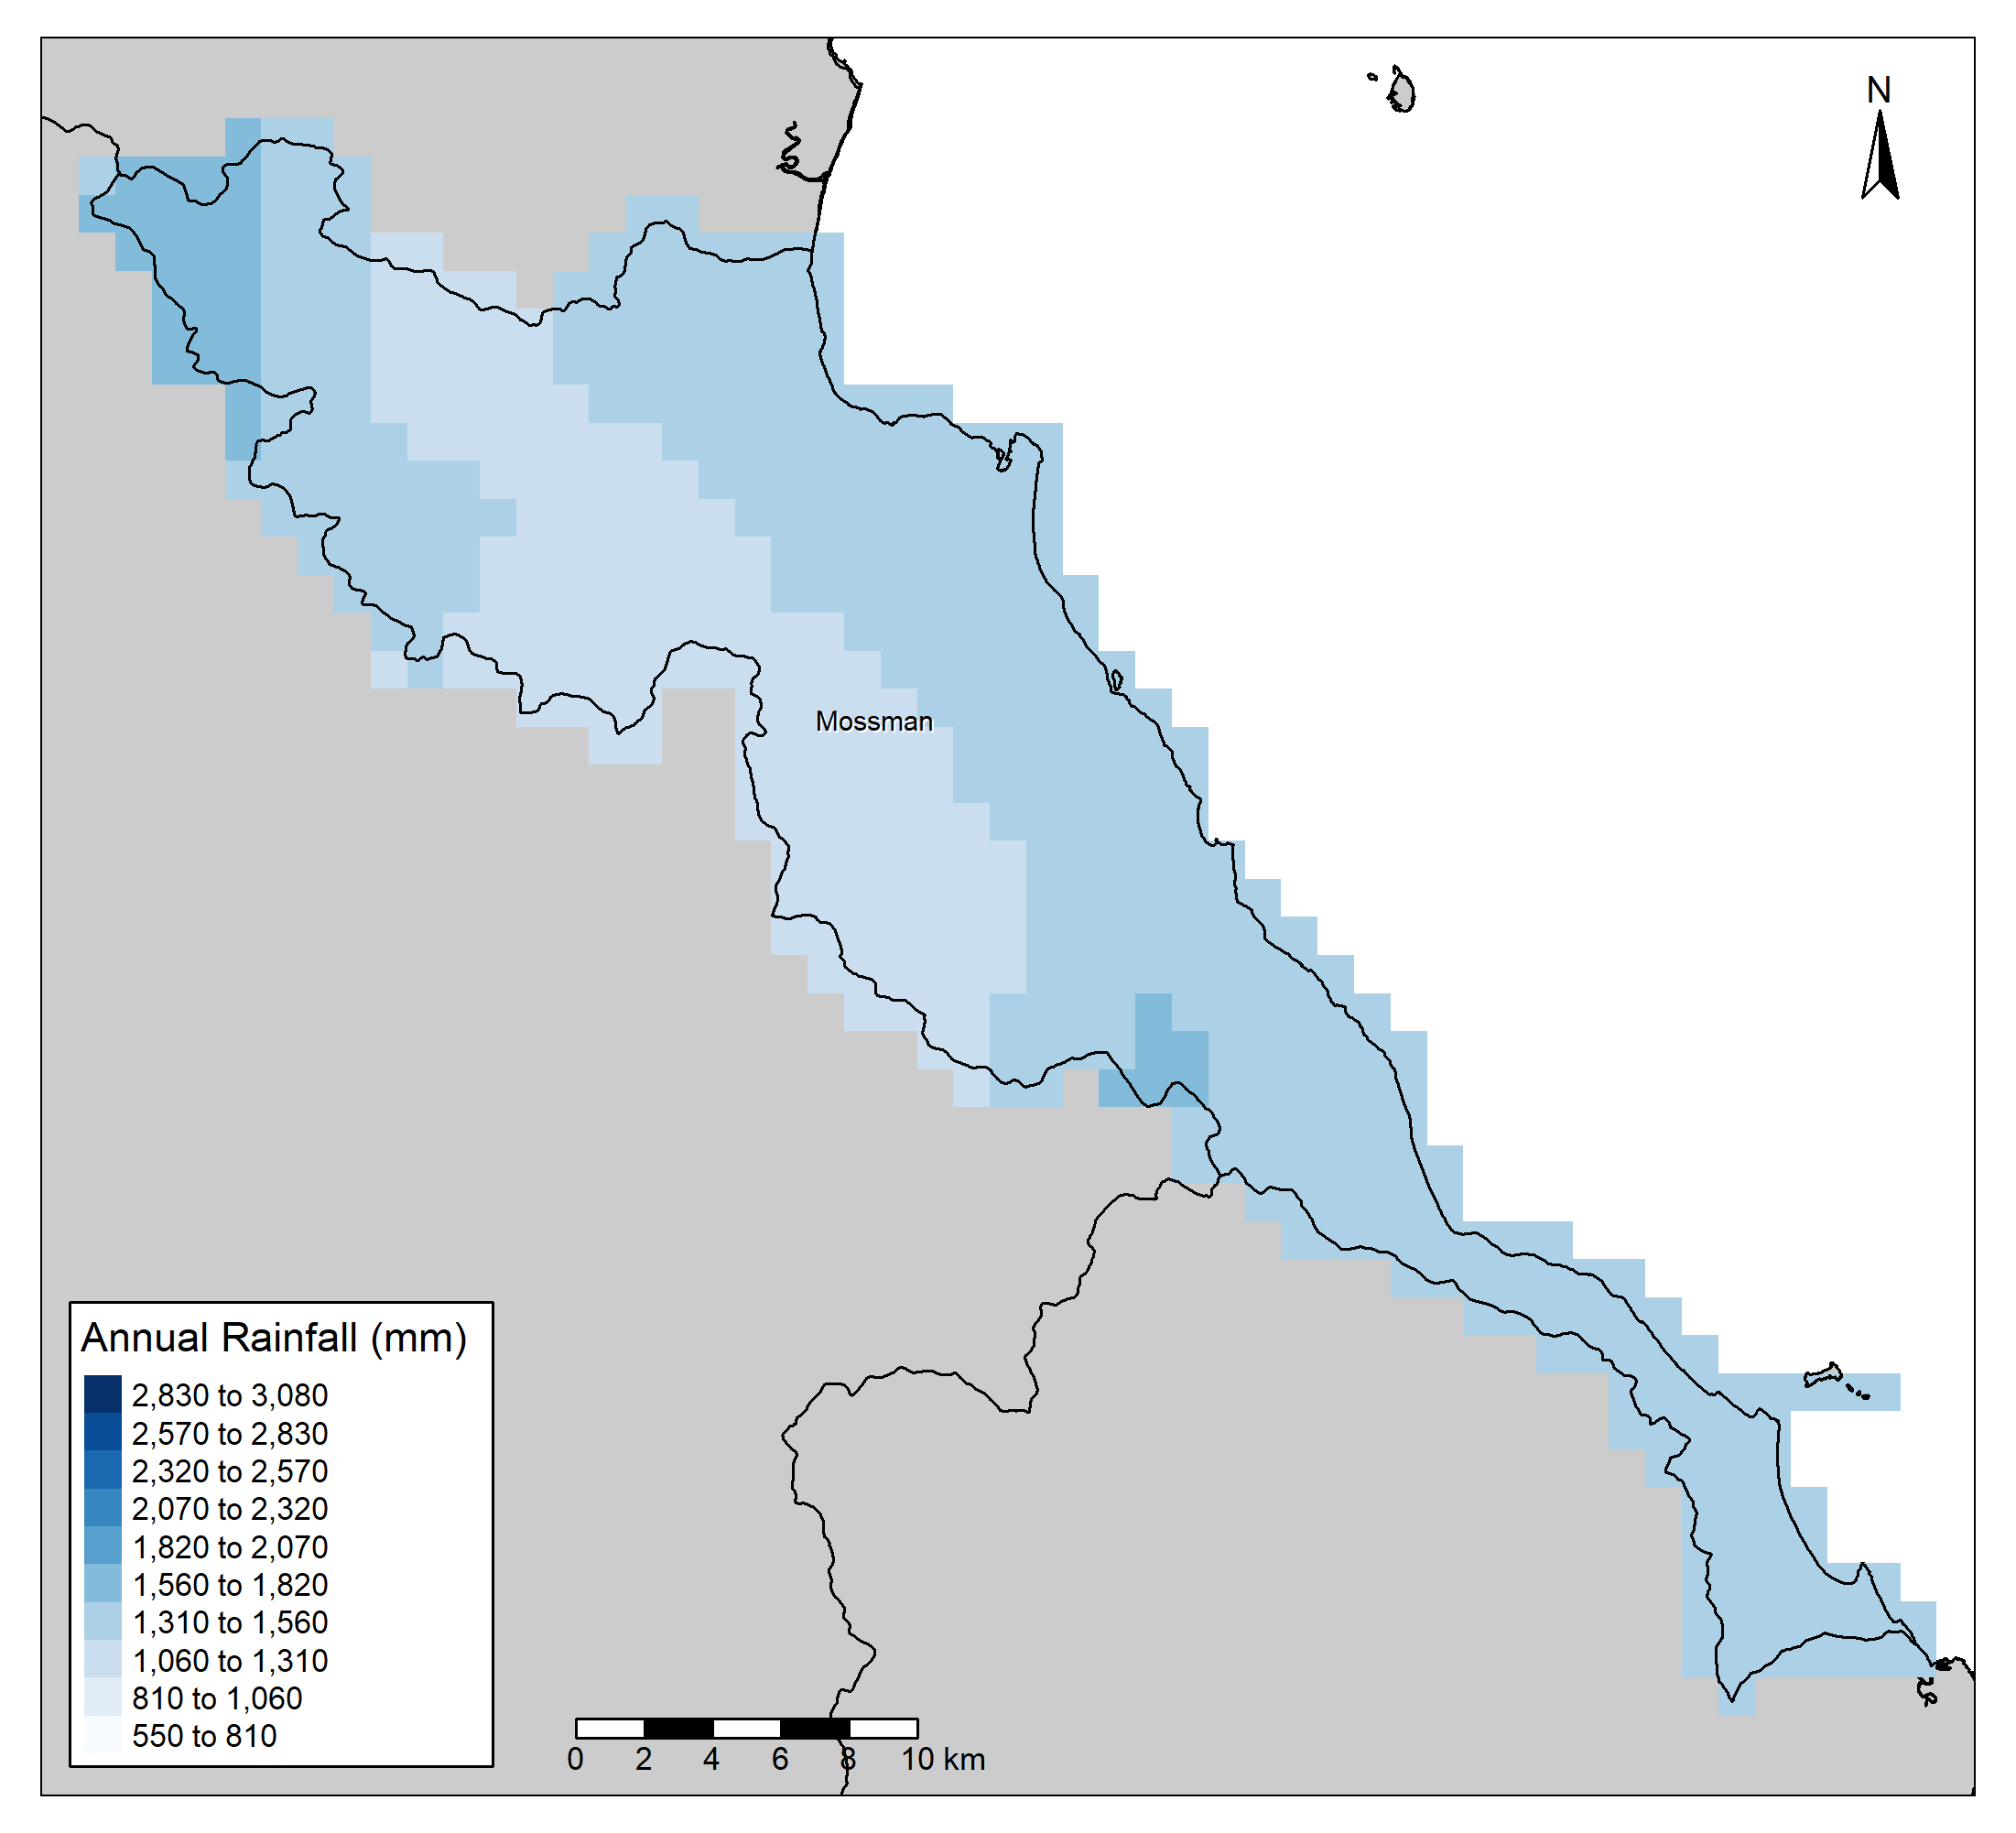 N
Mossman
Annual Rainfall (mm)
2,830 to 3,080
2,570 to 2,830
2,320 to 2,570
2,070 to 2,320
1,820 to 2,070
1,560 to 1,820
1,310 to 1,560
1,060 to 1,310
810 to 1,060
550 to 810
0 2 4 6 8 10 km